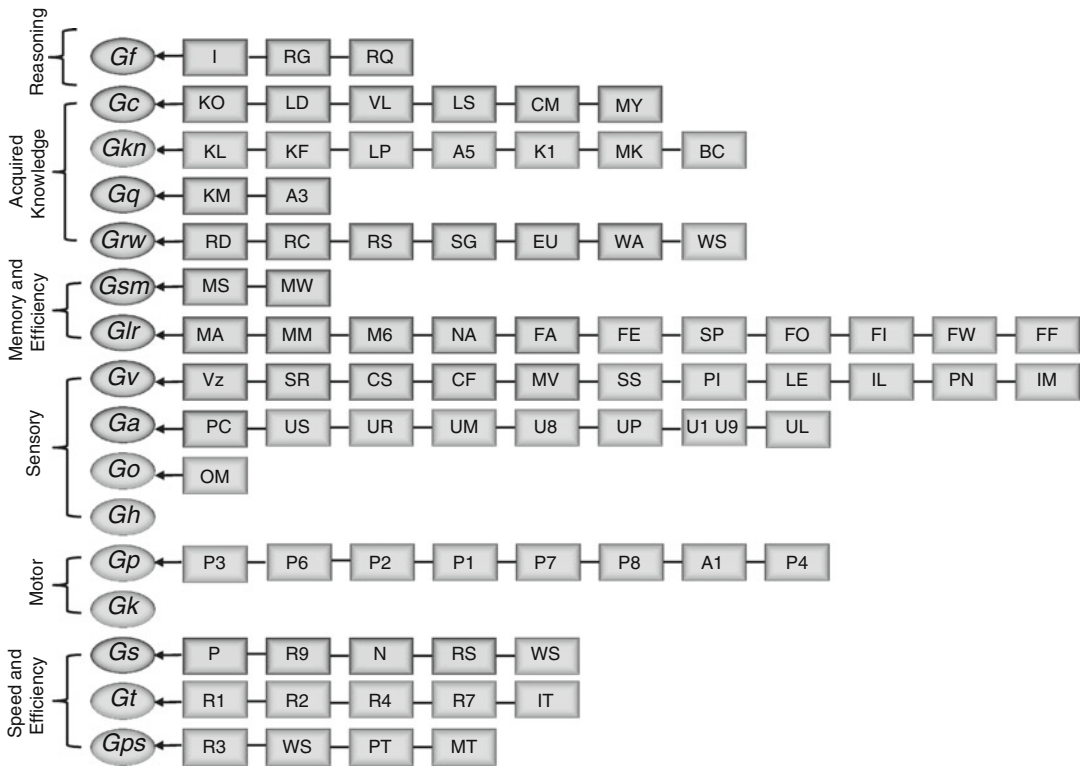 Reasoning
Gf I RG RQ
Acquired
Knowledge
Gc KO LD VL LS CM MY
Gkn KL KF LP A5 K1 MK BC
Gq KM A3
Grw RD RC RS SG EU WA WS
Memory and
Efficiency
Gsm MS MW
Glr MA MM M6 NA FA FE SP FO FI FW FF
Sensory
Gv Vz SR CS CF MV SS PI LE IL PN IM
Ga PC US UR UM U8 UP U1 U9 UL
Go OM
Gh
Motor
Gp P3 P6 P2 P1 P7 P8 A1 P4
Gk
Speed and
Efficiency
Gs P R9 N RS WS
Gt R1 R2 R4 R7 IT
Gps R3 WS PT MT